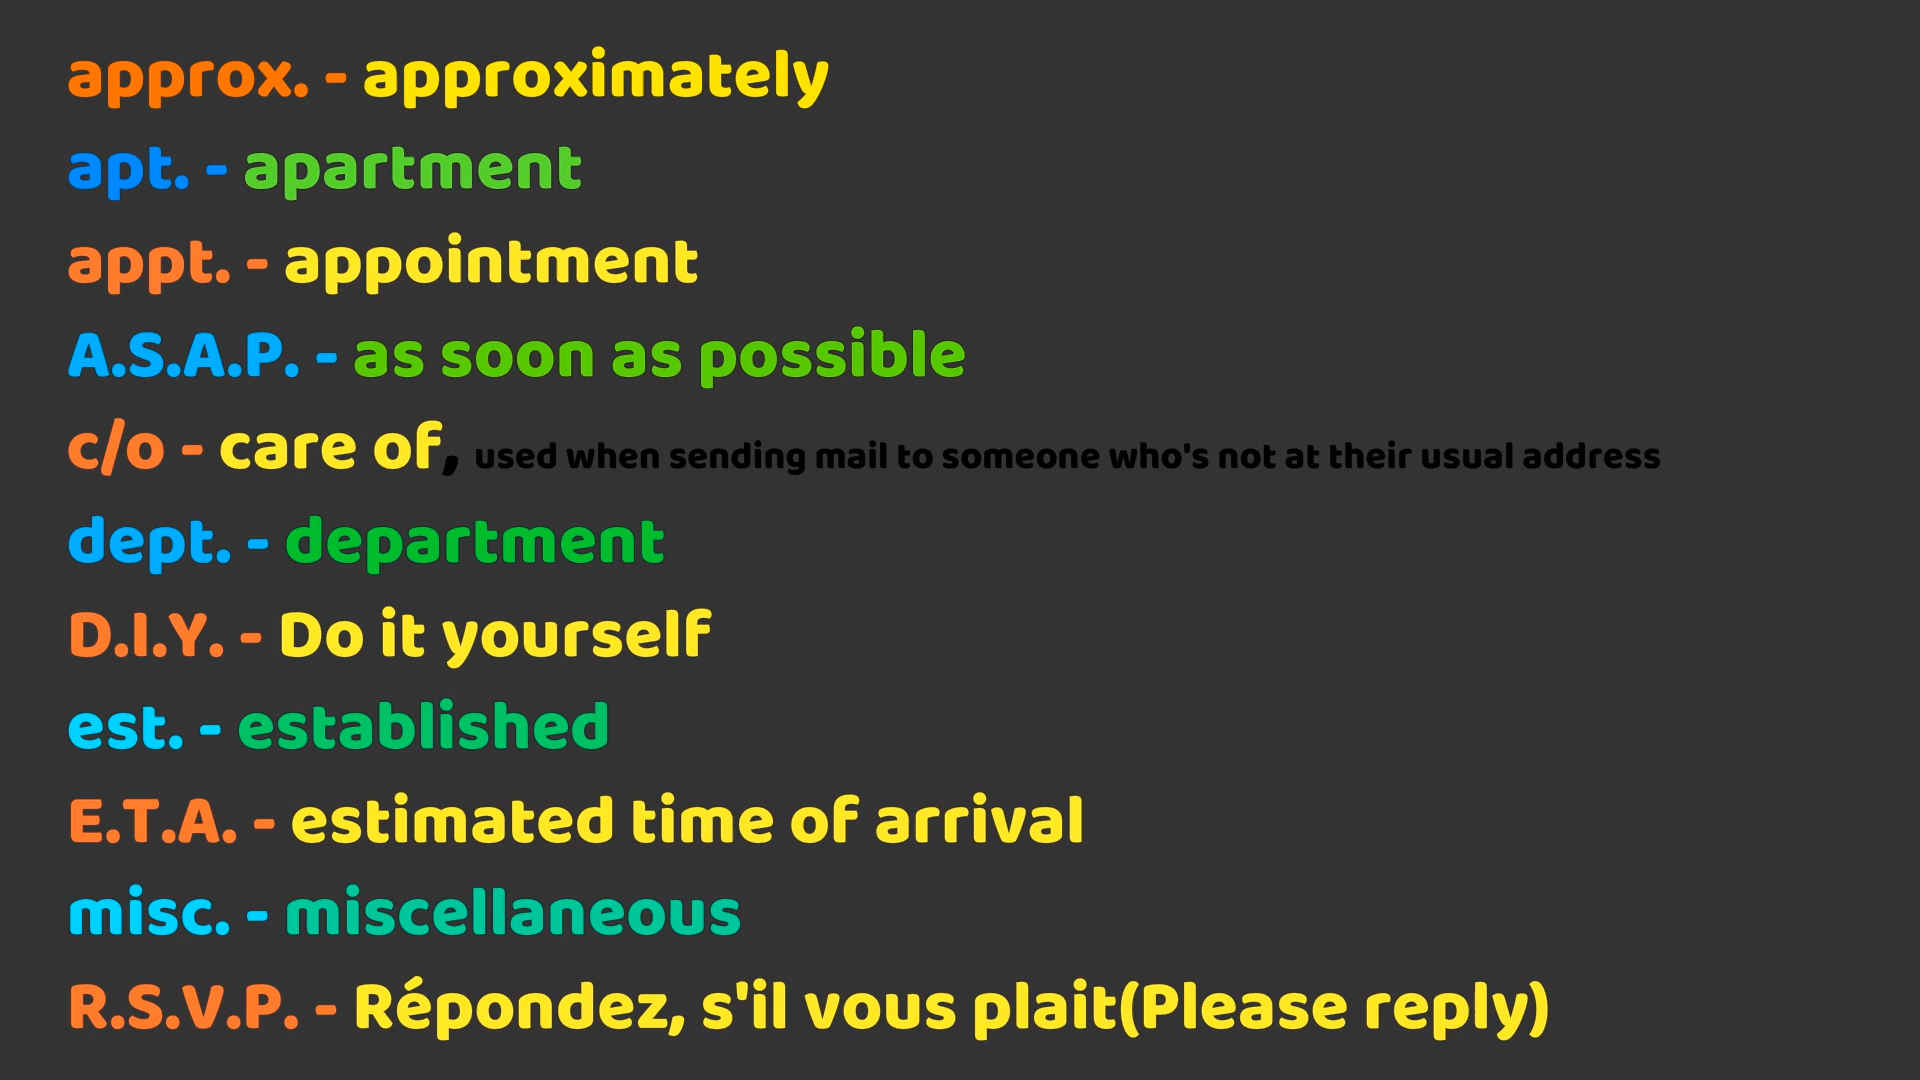 approx. - approximately
apt. - apartment
appt. - appointment
A.S.A.P. - as soon as possible
c/o - care of, used when sending mail to someone who's not at their usual address
dept. - department
D.I.Y. - Do it yourself
est. - established
E.T.A. - estimated time of arrival
misc. - miscellaneous
R.S.V.P. - Répondez, s'il vous plait(Please reply)